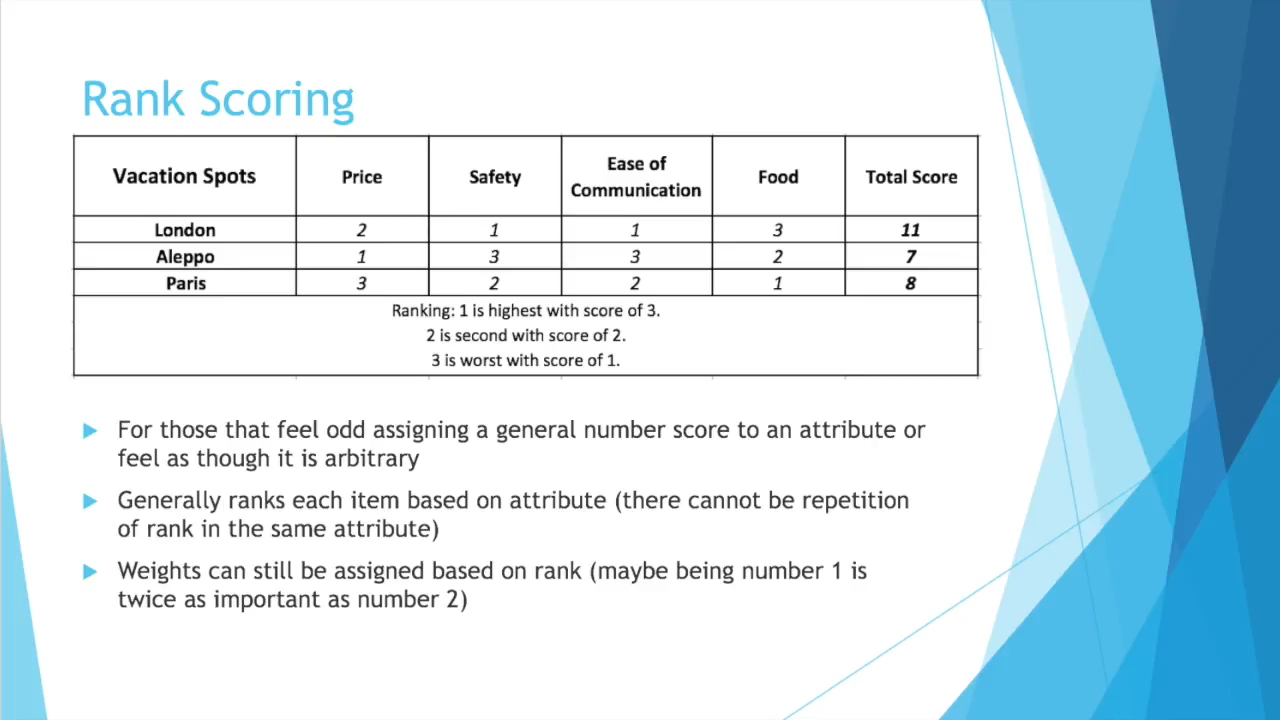 Rank Scoring
Vacation Spots Price Safety Ease of Communication Food Total Score
London 2 1 1 3 11
Aleppo 1 3 3 2 7
Paris 3 2 2 1 8
Ranking: 1 is highest with score of 3.
2 is second with score of 2.
3 is worst with score of 1.
For those that feel odd assigning a general number score to an attribute or
feel as though it is arbitrary
Generally ranks each item based on attribute (there cannot be repetition
of rank in the same attribute)
Weights can still be assigned based on rank (maybe being number 1 is
twice as important as number 2)